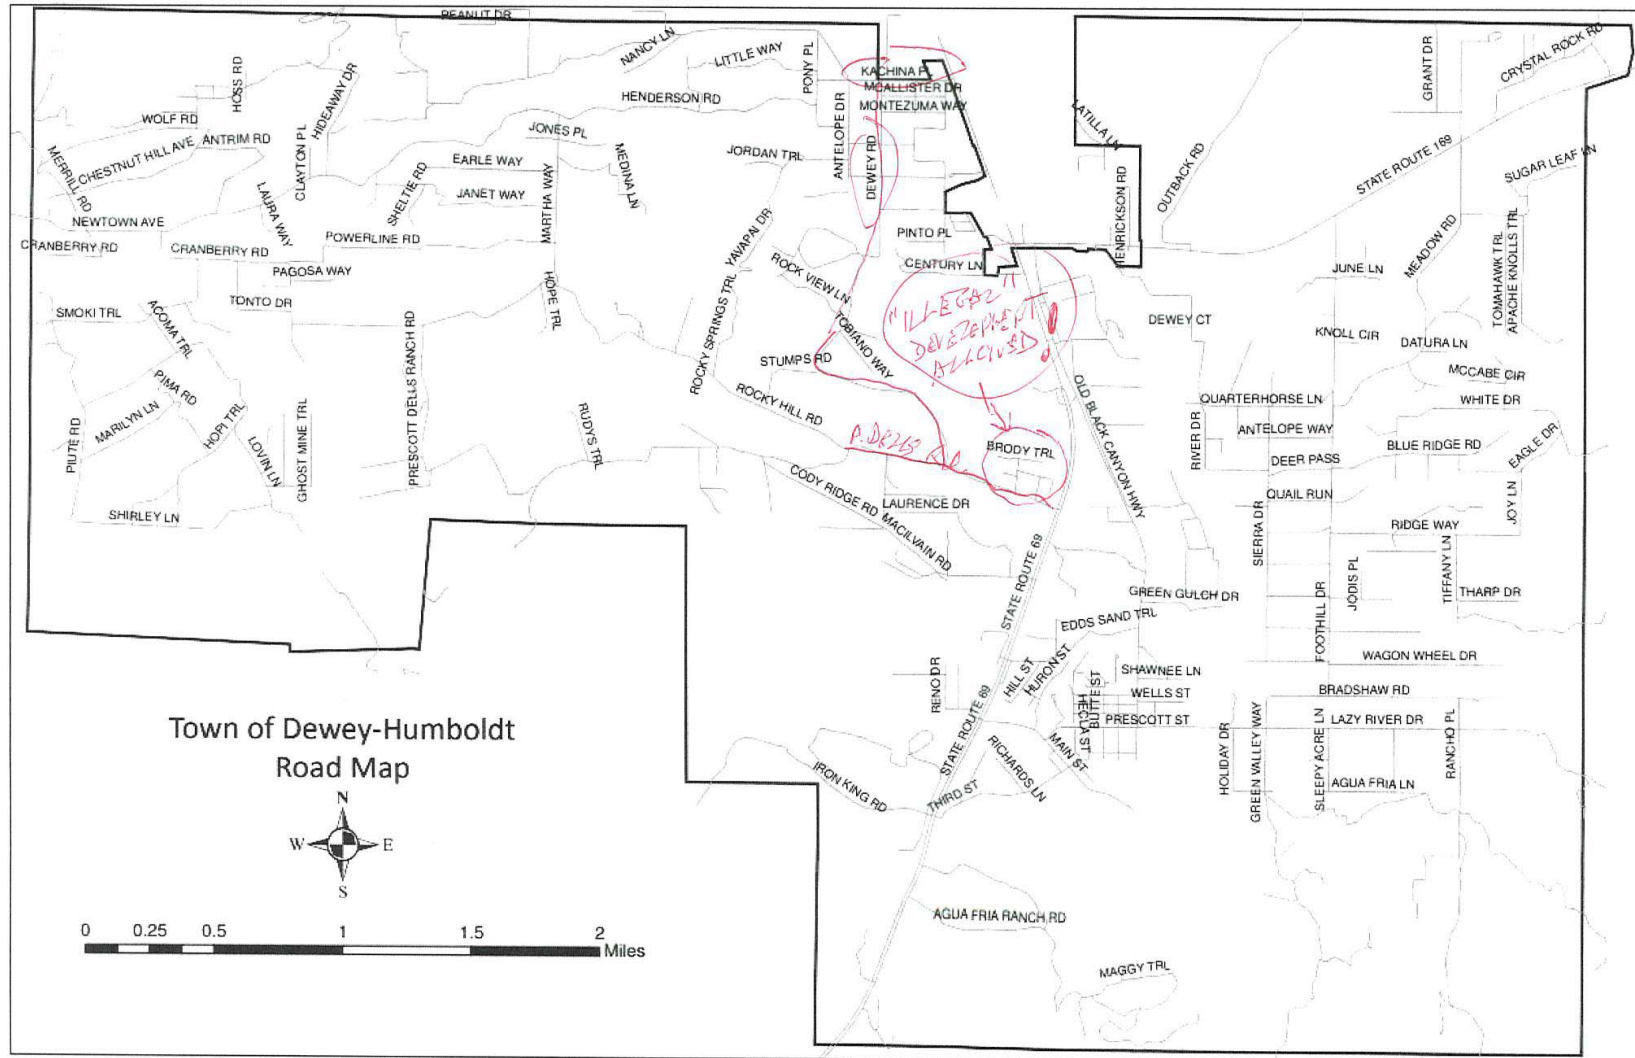 PEANUT DR
NANCY LN
LITTLE WAY
PONY PL
KACHINA PL
MCALLISTER DR
MONTEZUMA WAY
HENDERSON RD
ANTELOPE DR
HOSS RD
HIDEAWAY DR
WOLF RD
ANTRIM RD
CHESTNUT HILL AVE
MERRILL RD
CLAYTON PL
JONES PL
EARLE WAY
SHELTIE RD
JANET WAY
MARTHA WAY
MEDINA LN
JORDAN TRL
DEWEY RD
LATILLA LN
HENRICKSON RD
OUTBACK RD
GRANT DR
CRYSTAL ROCK RD
STATE ROUTE 169
SUGAR LEAF LN
LAURA WAY
NEWTOWN AVE
CRANBERRY RD
CRANBERRY RD
POWERLINE RD
PAGOSA WAY
TONTO DR
YAVAPAI DR
PINTO PL
CENTURY LN
ROCK VIEW LN
MEADOW RD
JUNE LN
TOMAHAWK TRL
APACHE KNOLLS TRL
SMOKI TRL
ACOMA TRL
HOPE TRL
ROCKY SPRINGS TRL
TOBIANO WAY
"ILLEGAL"
DEVELOPMENT
ALLOWED!
DEWEY CT
KNOLL CIR
DATURA LN
MCCABE CIR
STUMPS RD
PRESCOTT DELLS RANCH RD
PIMA RD
MARILYN LN
HOPI TRL
PIUTE RD
LOVIN LN
GHOST MINE TRL
RUDYS TRL
ROCKY HILL RD
P. DELLS Rd.
BRODY TRL
OLD BLACK CANYON HWY
QUARTERHORSE LN
WHITE DR
ANTELOPE WAY
RIVER DR
BLUE RIDGE RD
EAGLE DR
DEER PASS
CODY RIDGE RD
LAURENCE DR
MACILVAIN RD
QUAIL RUN
JOY LN
SHIRLEY LN
RIDGE WAY
SIERRA DR
STATE ROUTE 69
GREEN GULCH DR
FOOTHILL DR
JODIS PL
TIFFANY LN
THARP DR
EDDS SAND TRL
WAGON WHEEL DR
RENO DR
HILL ST
HURON ST
SHAWNEE LN
WELLS ST
BUTTE ST
HECLA ST
PRESCOTT ST
BRADSHAW RD
LAZY RIVER DR
STATE ROUTE 69
MAIN ST
RICHARDS LN
HOLIDAY DR
GREEN VALLEY WAY
SLEEPY ACRE LN
RANCHO PL
AGUA FRIA LN
IRON KING RD
THIRD ST
Town of Dewey-Humboldt
Road Map
N
W
E
S
0 0.25 0.5 1 1.5 2
Miles
AGUA FRIA RANCH RD
MAGGY TRL